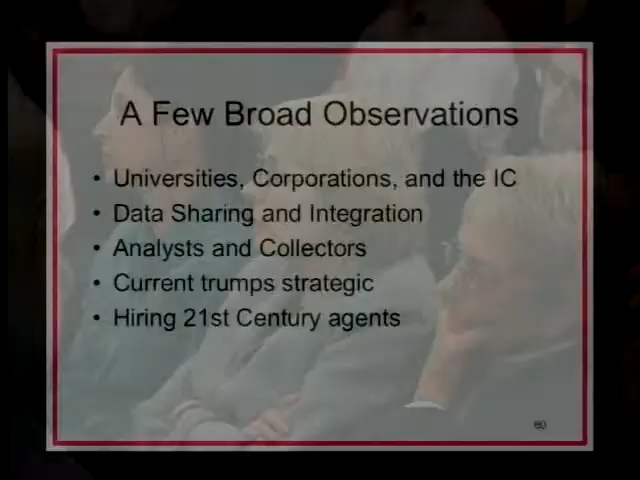 A Few Broad Observations
• Universities, Corporations, and the IC
• Data Sharing and Integration
• Analysts and Collectors
• Current trumps strategic
• Hiring 21st Century agents
60